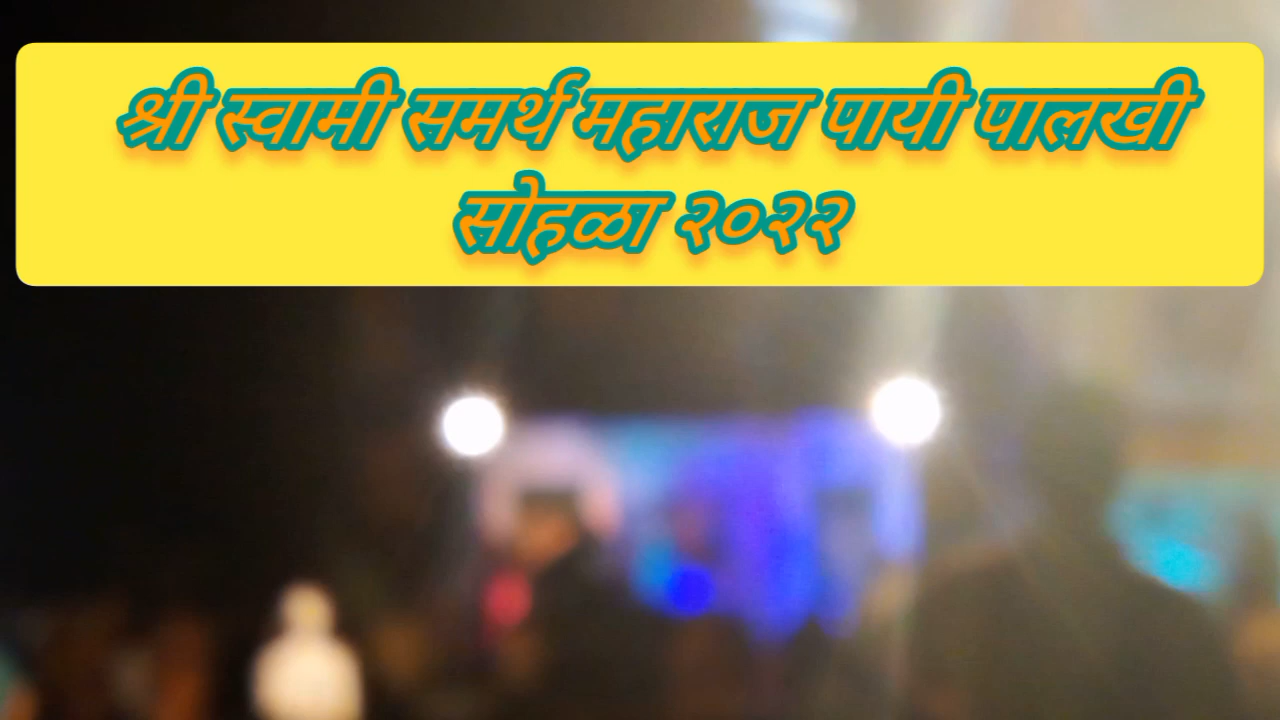 श्री स्वामी समर्थ महाराज पायी पालखी
सोहळा २०२२